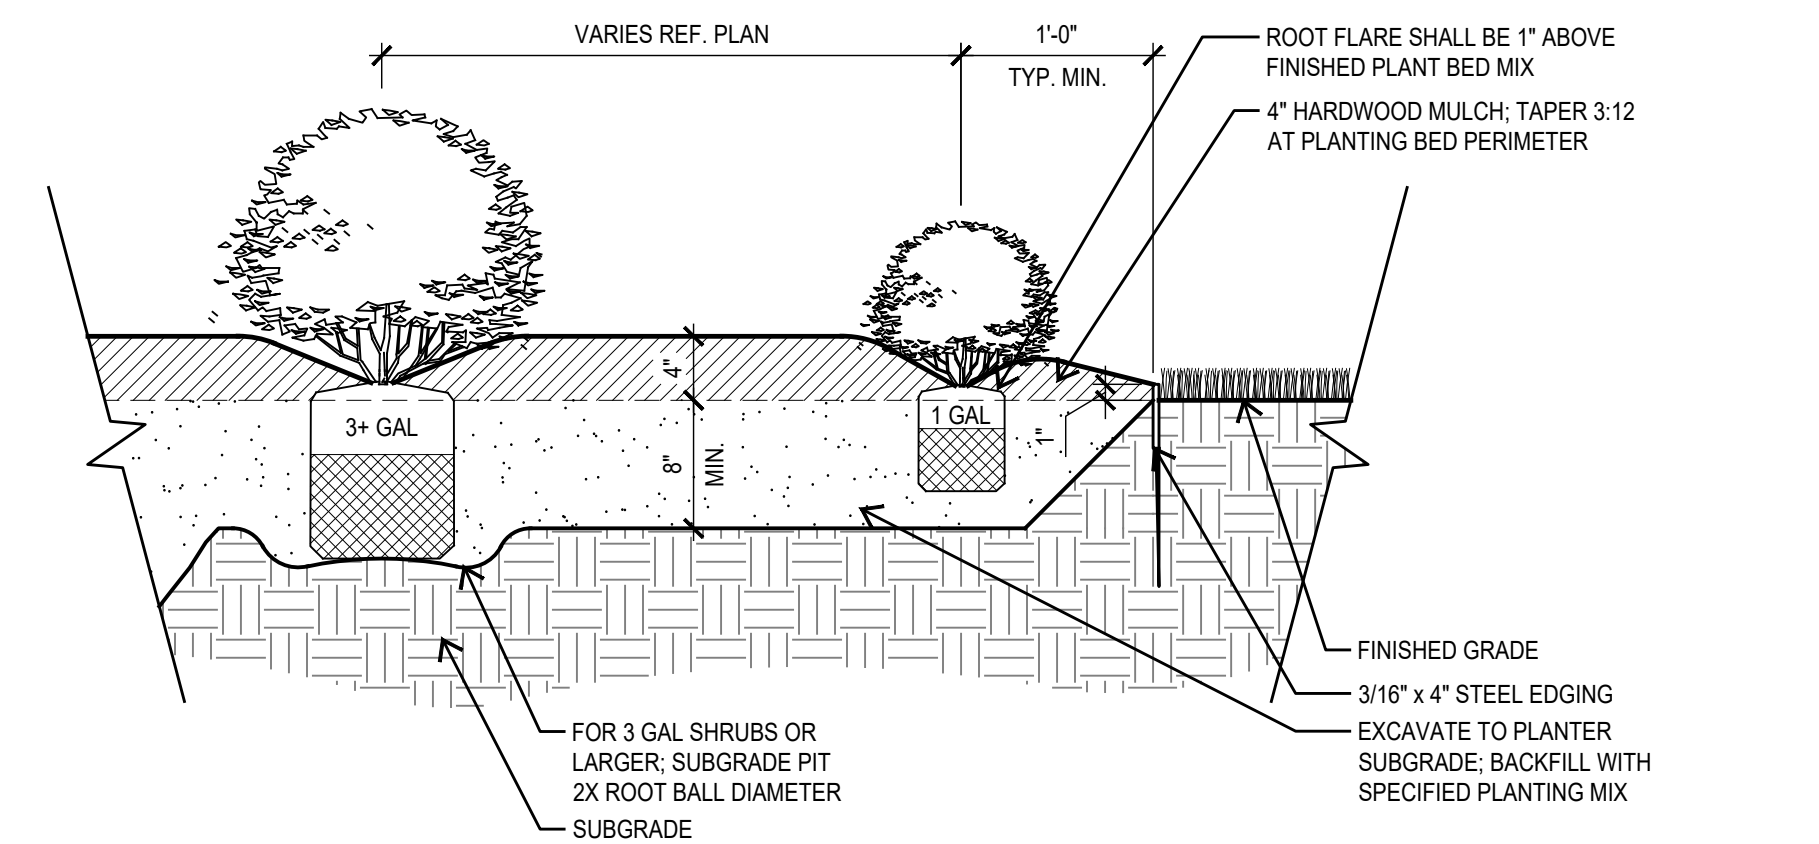 VARIES REF. PLAN
1'-0"
TYP. MIN.
ROOT FLARE SHALL BE 1" ABOVE
FINISHED PLANT BED MIX
4" HARDWOOD MULCH; TAPER 3:12
AT PLANTING BED PERIMETER
4"
3+ GAL
1 GAL
8"
MIN.
1"
FINISHED GRADE
3/16" x 4" STEEL EDGING
EXCAVATE TO PLANTER
SUBGRADE; BACKFILL WITH
SPECIFIED PLANTING MIX
FOR 3 GAL SHRUBS OR
LARGER; SUBGRADE PIT
2X ROOT BALL DIAMETER
SUBGRADE